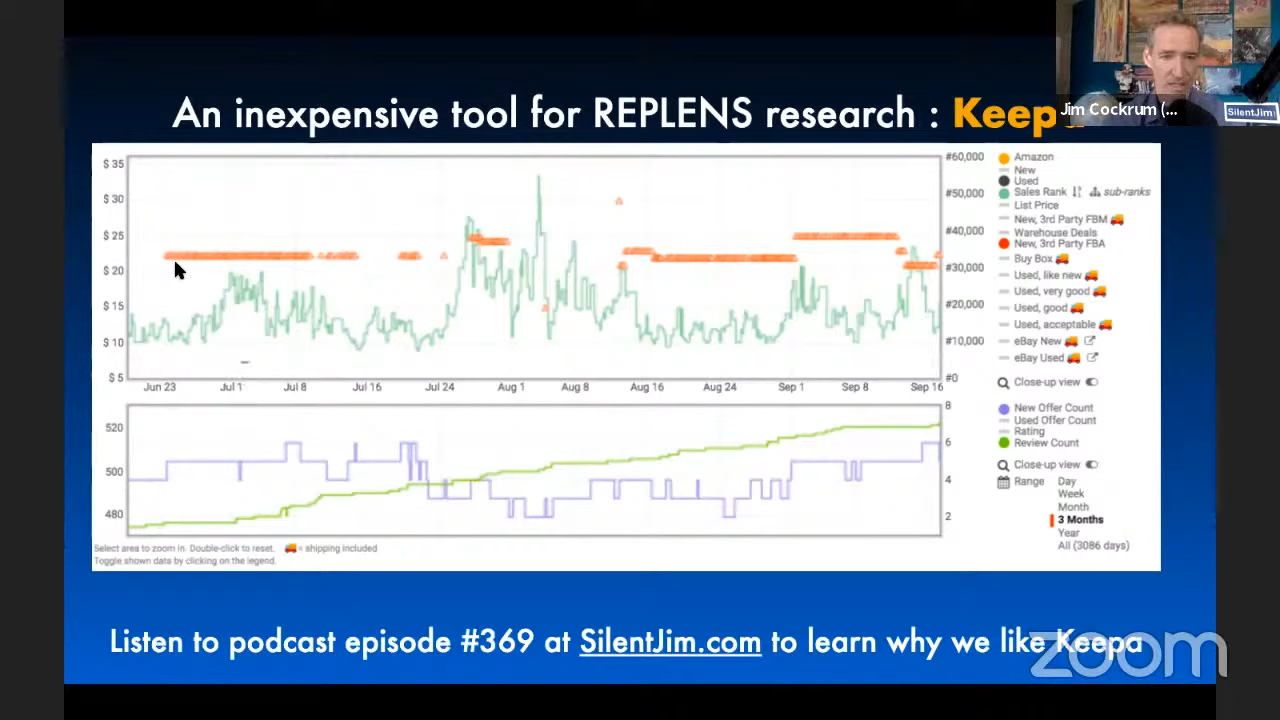 An inexpensive tool for REPLENS research : Keepa
Jim Cockrum (...
SilentJim
$ 35
$ 30
$ 25
$ 20
$ 15
$ 10
$ 5
#60,000
#50,000
#40,000
#30,000
#20,000
#10,000
#0
Jun 23 Jul 1 Jul 8 Jul 16 Jul 24 Aug 1 Aug 8 Aug 16 Aug 24 Sep 1 Sep 8 Sep 16
Amazon
New
Used
Sales Rank sub-ranks
List Price
New, 3rd Party FBM
Warehouse Deals
New, 3rd Party FBA
Buy Box
Used, like new
Used, very good
Used, good
Used, acceptable
eBay New
eBay Used
Close-up view
520
500
480
8
6
4
2
New Offer Count
Used Offer Count
Rating
Review Count
Close-up view
Range Day
Week
Month
3 Months
Year
All (3086 days)
Select area to zoom in. Double-click to reset. = shipping included
Toggle shown data by clicking on the legend.
Listen to podcast episode #369 at SilentJim.com to learn why we like Keepa
zoom